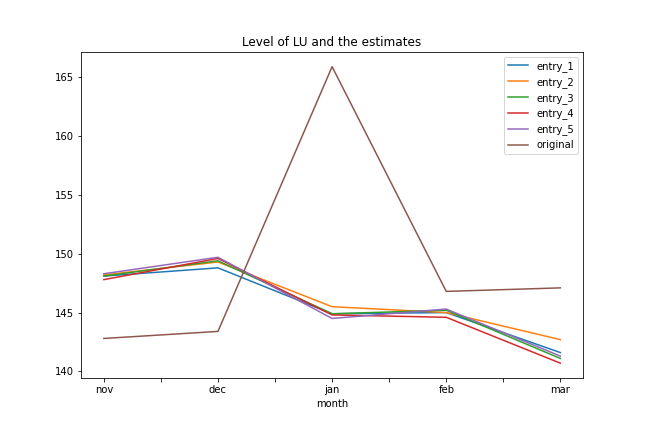 Level of LU and the estimates
entry_1
entry_2
entry_3
entry_4
entry_5
original
165
160
155
150
145
140
nov
dec
jan
feb
mar
month